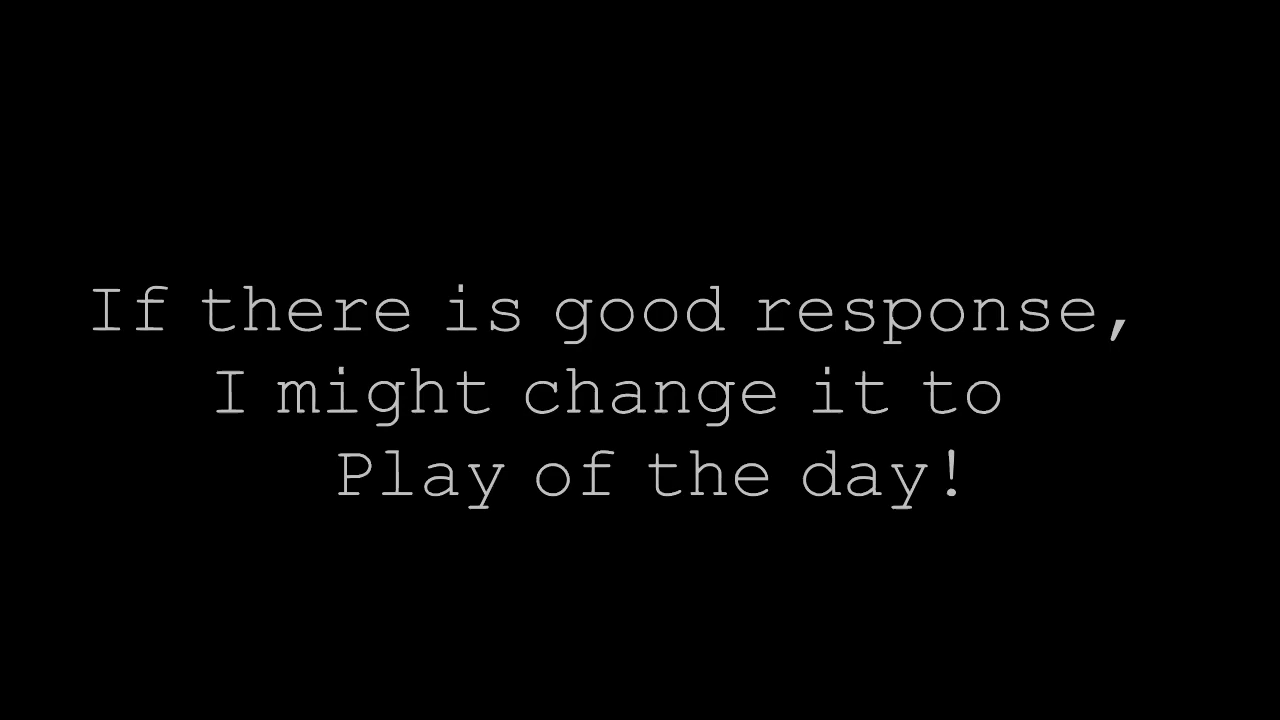 If there is good response,
I might change it to
Play of the day!